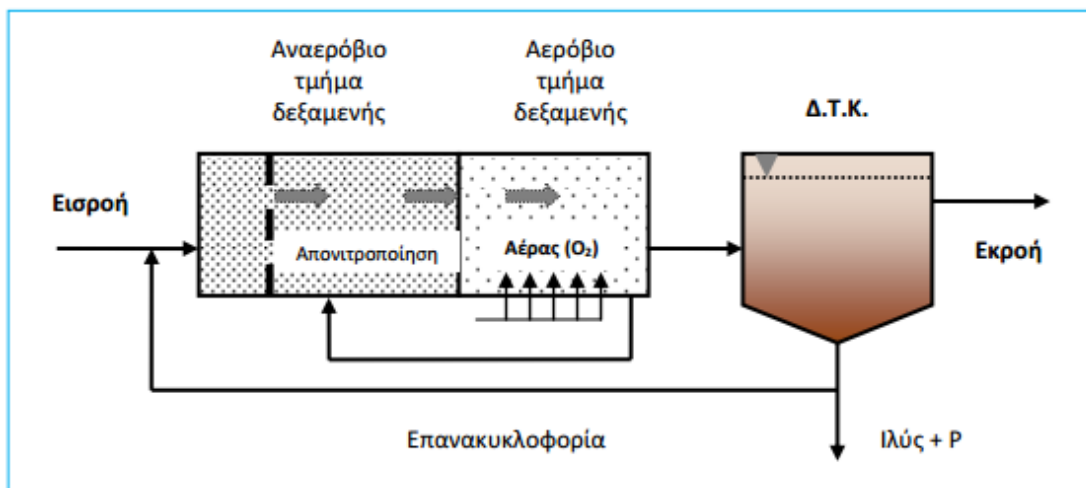 Αναερόβιο
τμήμα
δεξαμενής
Αερόβιο
τμήμα
δεξαμενής
Δ.Τ.Κ.
Εισροή
Απονιτροποίηση
Αέρας (O₂)
Εκροή
Επανακυκλοφορία
Ιλύς + P